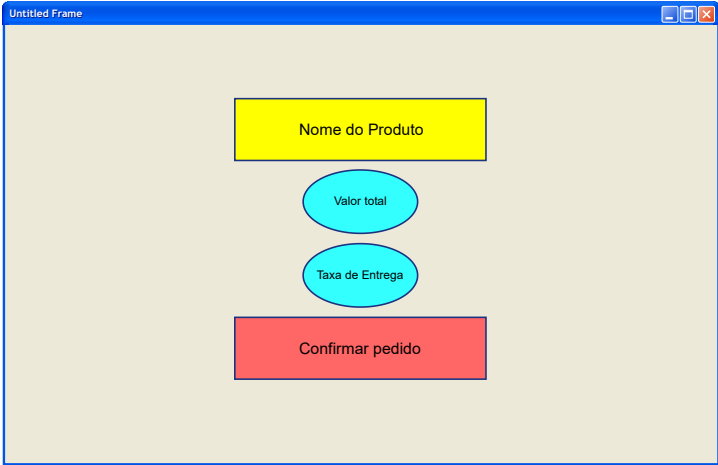 Untitled Frame
Nome do Produto
Valor total
Taxa de Entrega
Confirmar pedido